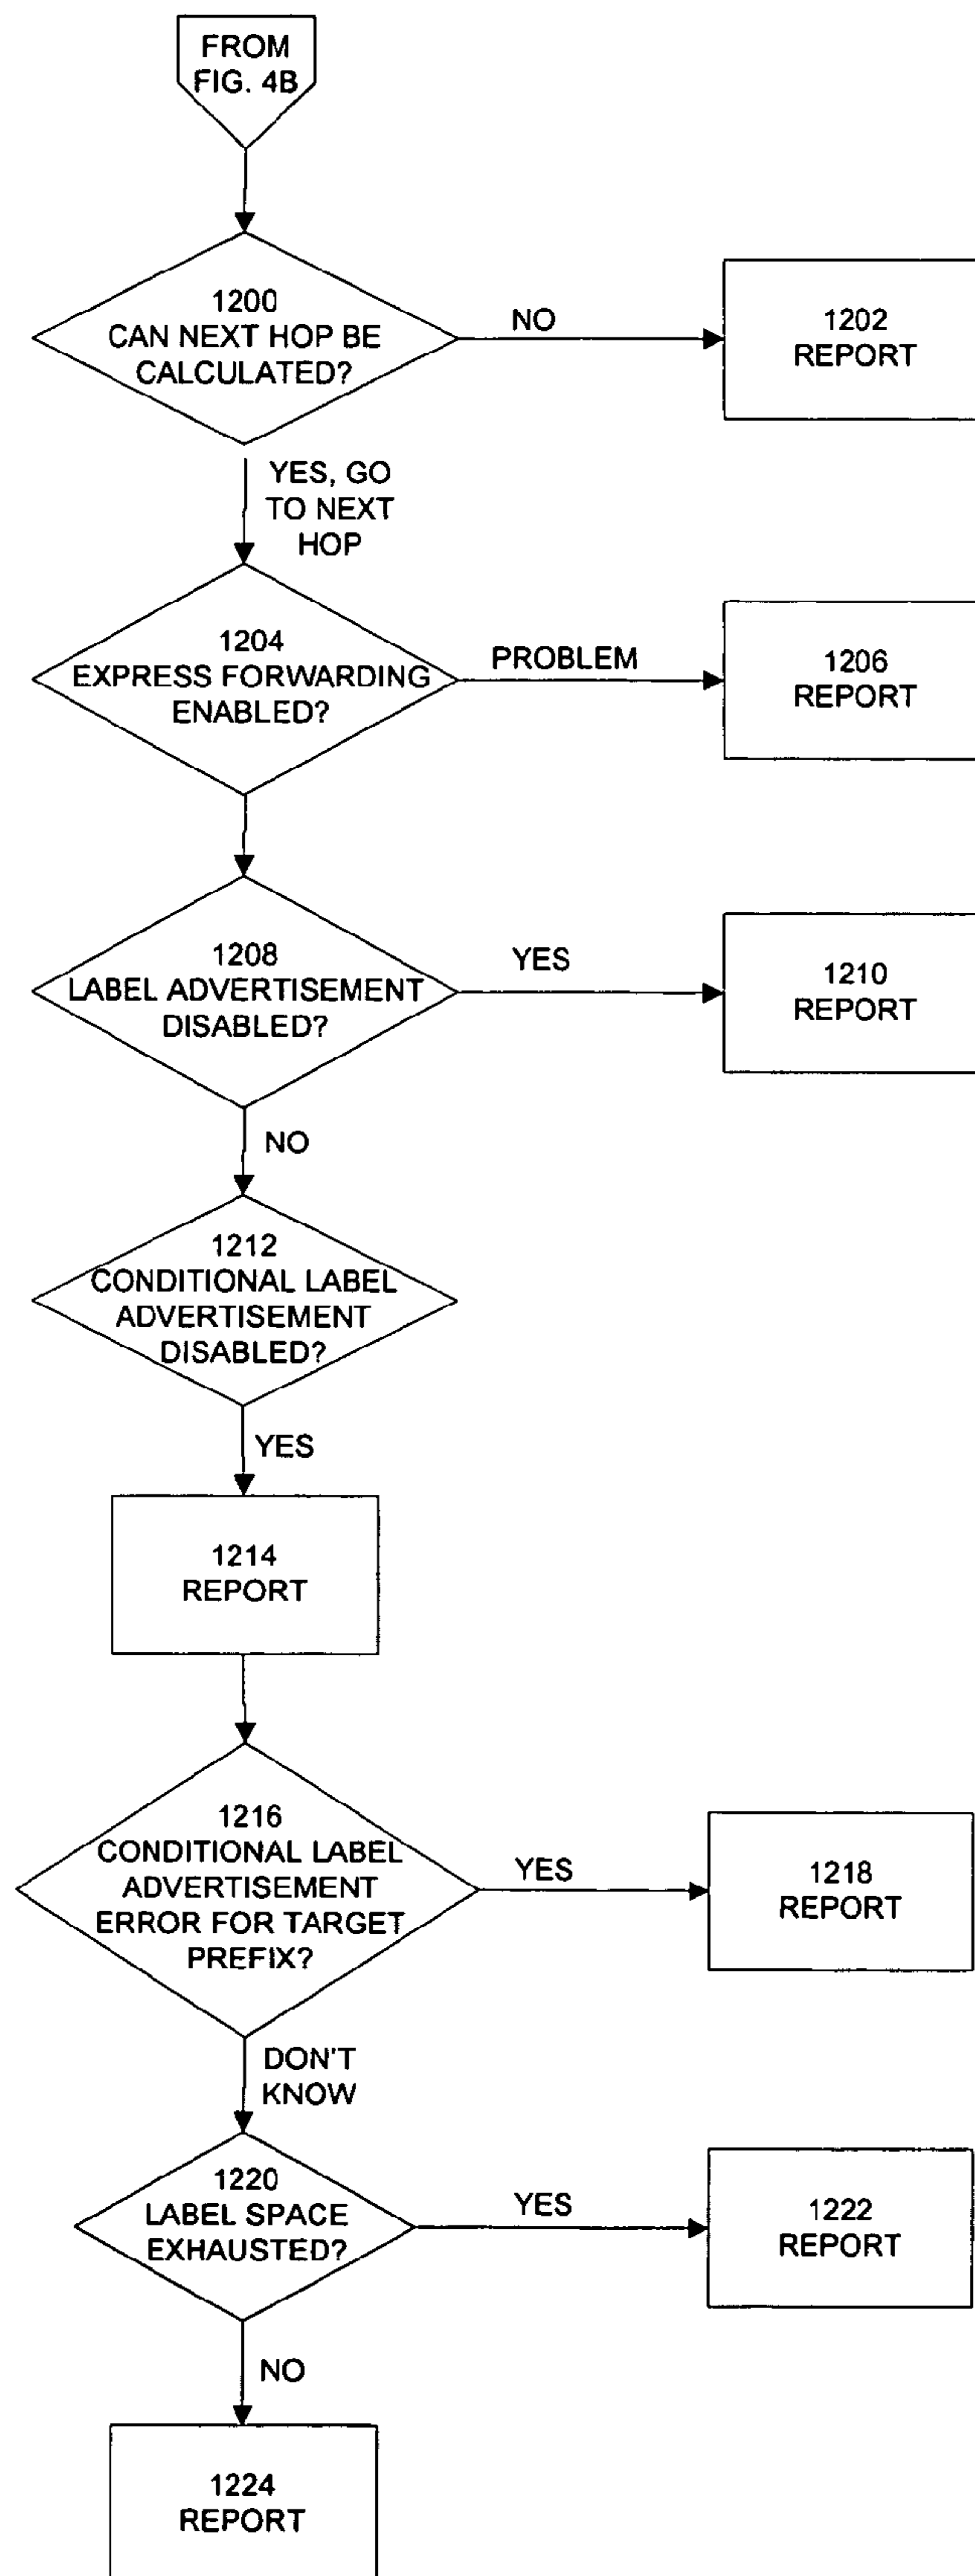 FROM
FIG. 4B
1200
CAN NEXT HOP BE
CALCULATED?
NO
1202
REPORT
YES, GO
TO NEXT
HOP
1204
EXPRESS FORWARDING
ENABLED?
PROBLEM
1206
REPORT
1208
LABEL ADVERTISEMENT
DISABLED?
YES
1210
REPORT
NO
1212
CONDITIONAL LABEL
ADVERTISEMENT
DISABLED?
YES
1214
REPORT
1216
CONDITIONAL LABEL
ADVERTISEMENT
ERROR FOR TARGET
PREFIX?
YES
1218
REPORT
DON'T
KNOW
1220
LABEL SPACE
EXHAUSTED?
YES
1222
REPORT
NO
1224
REPORT